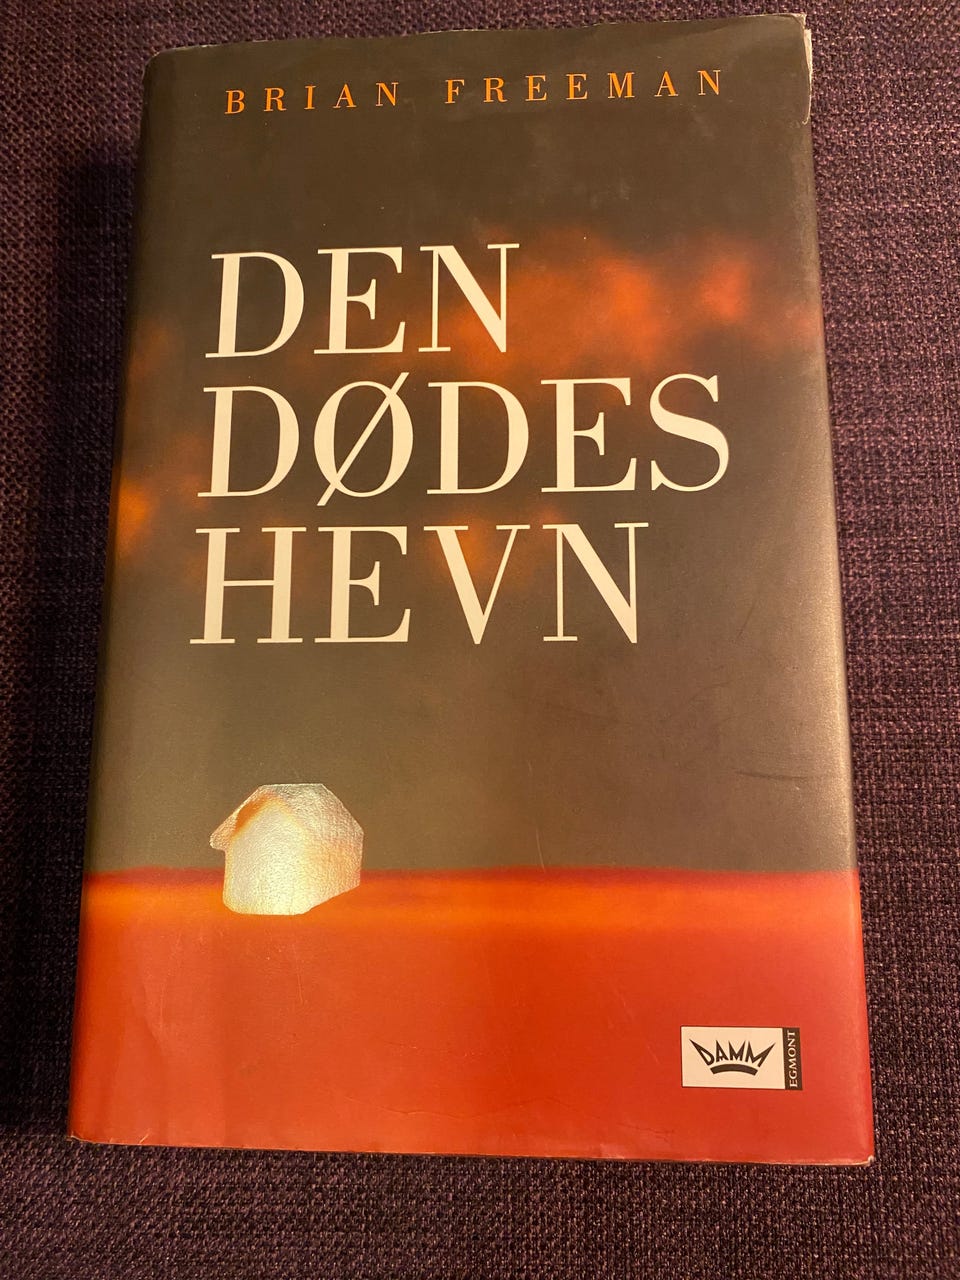 BRIAN FREEMAN
DEN
DØDES
HEVN
DAMM
EGMONT